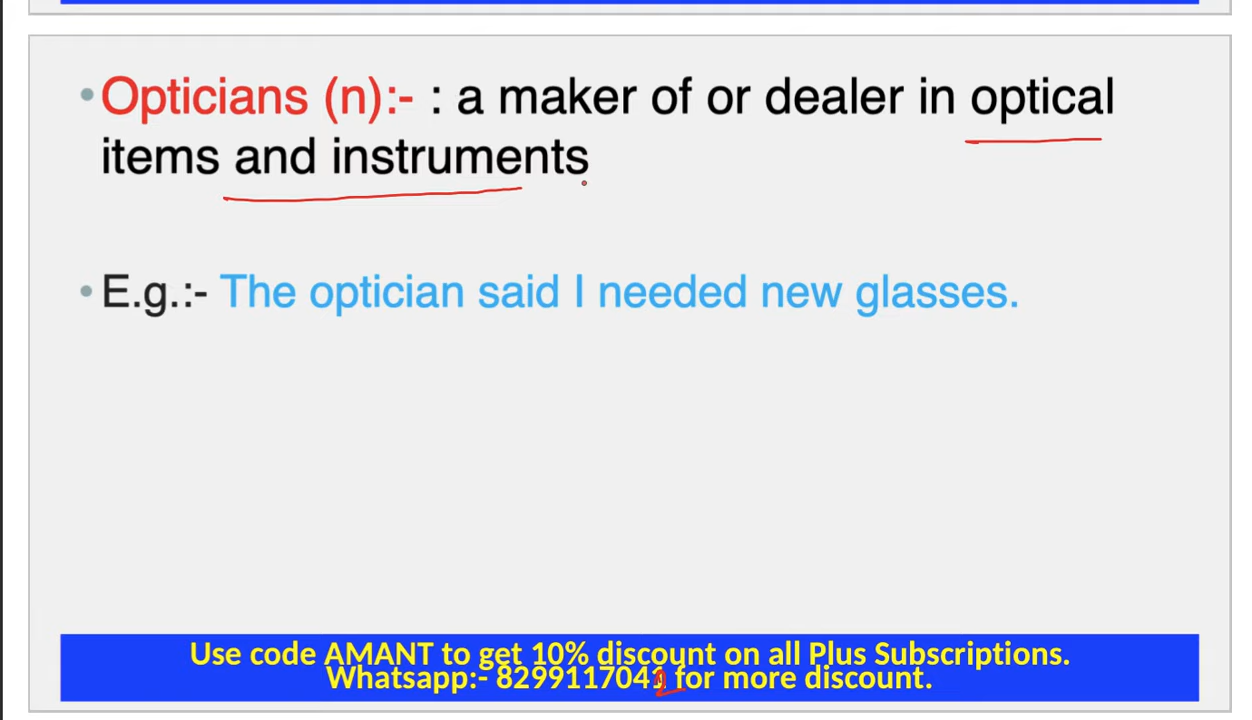 •Opticians (n):- : a maker of or dealer in optical
items and instruments
•E.g.:- The optician said I needed new glasses.
Use code AMANT to get 10% discount on all Plus Subscriptions.
Whatsapp:- for more discount.